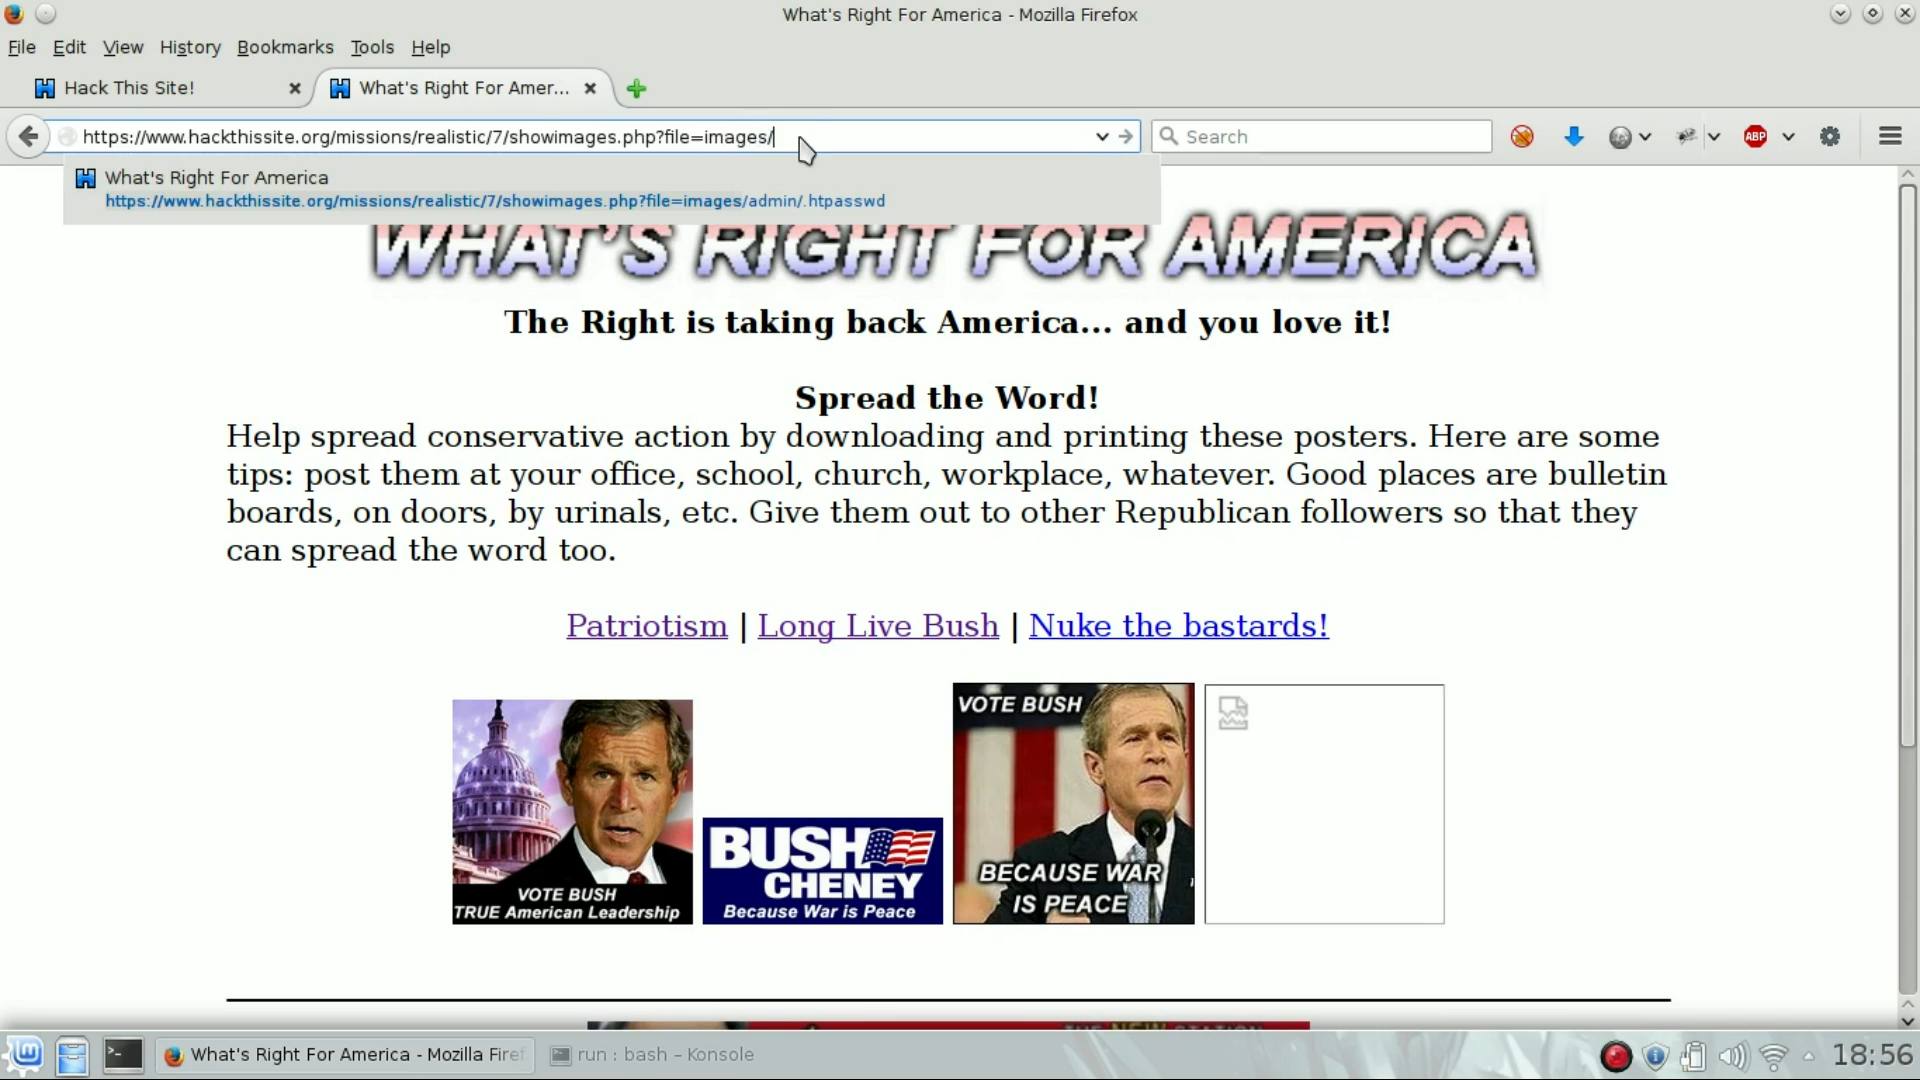 What's Right For America - Mozilla Firefox
File Edit View History Bookmarks Tools Help
Hack This Site!
What's Right For Amer...
https://www.hackthissite.org/missions/realistic/7/showimages.php?file=images/
Search
ABP
What's Right For America
https://www.hackthissite.org/missions/realistic/7/showimages.php?file=images/admin/.htpasswd
WHAT'S RIGHT FOR AMERICA
The Right is taking back America... and you love it!
Spread the Word!
Help spread conservative action by downloading and printing these posters. Here are some
tips: post them at your office, school, church, workplace, whatever. Good places are bulletin
boards, on doors, by urinals, etc. Give them out to other Republican followers so that they
can spread the word too.
Patriotism | Long Live Bush | Nuke the bastards!
VOTE BUSH
TRUE American Leadership
BUSH
CHENEY
Because War is Peace
VOTE BUSH
BECAUSE WAR
IS PEACE
What's Right For America - Mozilla Firef
run : bash – Konsole
18:56